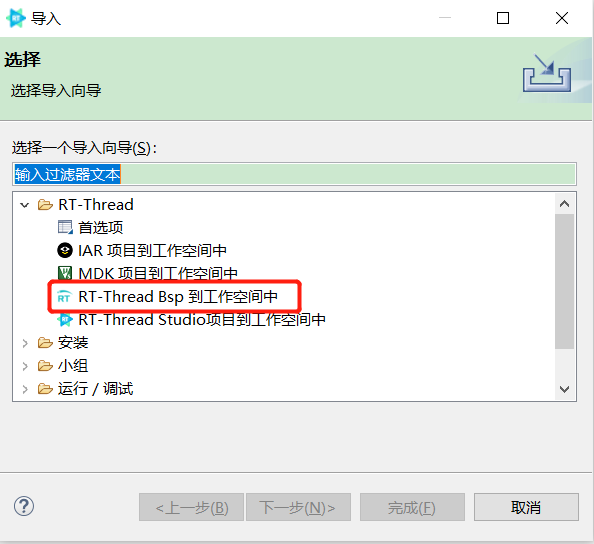 导入
选择
选择导入向导
选择一个导入向导(S):
输入过滤器文本
RT-Thread
首选项
IAR 项目到工作空间中
MDK 项目到工作空间中
RT-Thread Bsp 到工作空间中
RT-Thread Studio项目到工作空间中
安装
小组
运行 / 调试
<上一步(B) 下一步(N)> 完成(F) 取消